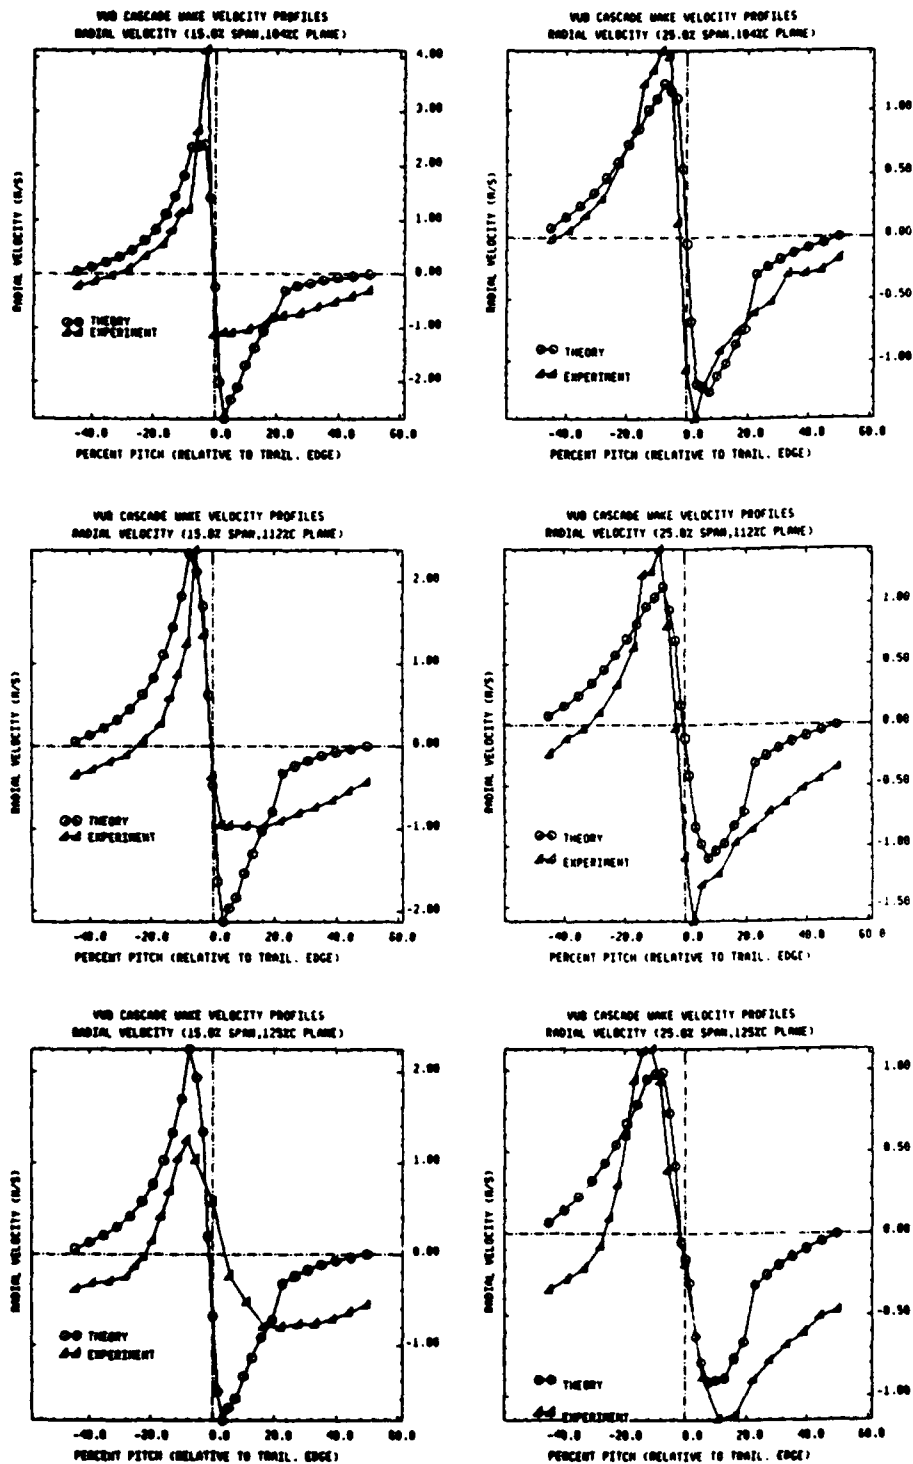 VUB CASCADE WAKE VELOCITY PROFILES
RADIAL VELOCITY (15.0% SPAN,104%C PLANE)
4.00
3.00
2.00
1.00
0.00
-1.00
-2.00
RADIAL VELOCITY (M/S)
THEORY
EXPERIMENT
-40.0 -20.0 0.0 20.0 40.0 60.0
PERCENT PITCH (RELATIVE TO TRAIL. EDGE)
VUB CASCADE WAKE VELOCITY PROFILES
RADIAL VELOCITY (25.0% SPAN,104%C PLANE)
1.00
0.50
0.00
-0.50
-1.00
RADIAL VELOCITY (M/S)
THEORY
EXPERIMENT
-40.0 -20.0 0.0 20.0 40.0 60.0
PERCENT PITCH (RELATIVE TO TRAIL. EDGE)
VUB CASCADE WAKE VELOCITY PROFILES
RADIAL VELOCITY (15.0% SPAN,112%C PLANE)
2.00
1.00
0.00
-1.00
-2.00
RADIAL VELOCITY (M/S)
THEORY
EXPERIMENT
-40.0 -20.0 0.0 20.0 40.0 60.0
PERCENT PITCH (RELATIVE TO TRAIL. EDGE)
VUB CASCADE WAKE VELOCITY PROFILES
RADIAL VELOCITY (25.0% SPAN,112%C PLANE)
1.00
0.50
0.00
-0.50
-1.00
-1.50
RADIAL VELOCITY (M/S)
THEORY
EXPERIMENT
-40.0 -20.0 0.0 20.0 40.0 60.0
PERCENT PITCH (RELATIVE TO TRAIL. EDGE)
VUB CASCADE WAKE VELOCITY PROFILES
RADIAL VELOCITY (15.0% SPAN,125%C PLANE)
2.00
1.00
0.00
-1.00
RADIAL VELOCITY (M/S)
THEORY
EXPERIMENT
-40.0 -20.0 0.0 20.0 40.0 60.0
PERCENT PITCH (RELATIVE TO TRAIL. EDGE)
VUB CASCADE WAKE VELOCITY PROFILES
RADIAL VELOCITY (25.0% SPAN,125%C PLANE)
1.00
0.50
0.00
-0.50
-1.00
RADIAL VELOCITY (M/S)
THEORY
EXPERIMENT
-40.0 -20.0 0.0 20.0 40.0 60.0
PERCENT PITCH (RELATIVE TO TRAIL. EDGE)